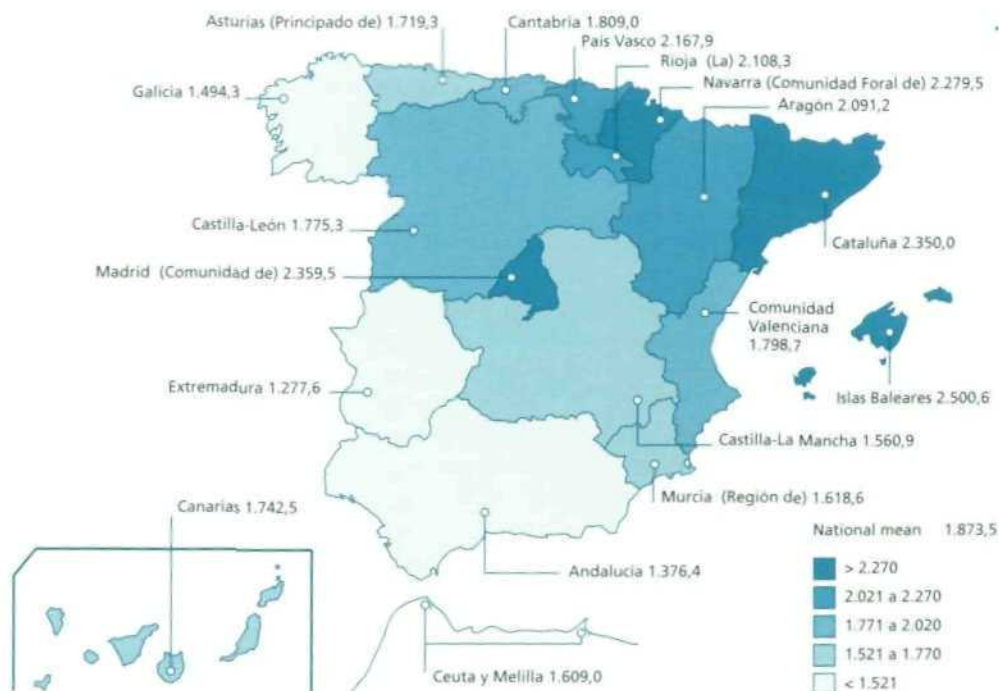 Asturias (Principado de) 1.719,3
Cantabria 1.809,0
País Vasco 2.167,9
Rioja (La) 2.108,3
Navarra (Comunidad Foral de) 2.279,5
Galicia 1.494,3
Aragón 2.091,2
Castilla-León 1.775,3
Cataluña 2.350,0
Madrid (Comunidad de) 2.359,5
Comunidad
Valenciana
1.798,7
Extremadura 1.277,6
Islas Baleares 2.500,6
Castilla-La Mancha 1.560,9
Murcia (Región de) 1.618,6
Canarias 1.742,5
National mean 1.873,5
Andalucía 1.376,4
> 2.270
2.021 a 2.270
1.771 a 2.020
1.521 a 1.770
< 1.521
Ceuta y Melilla 1.609,0